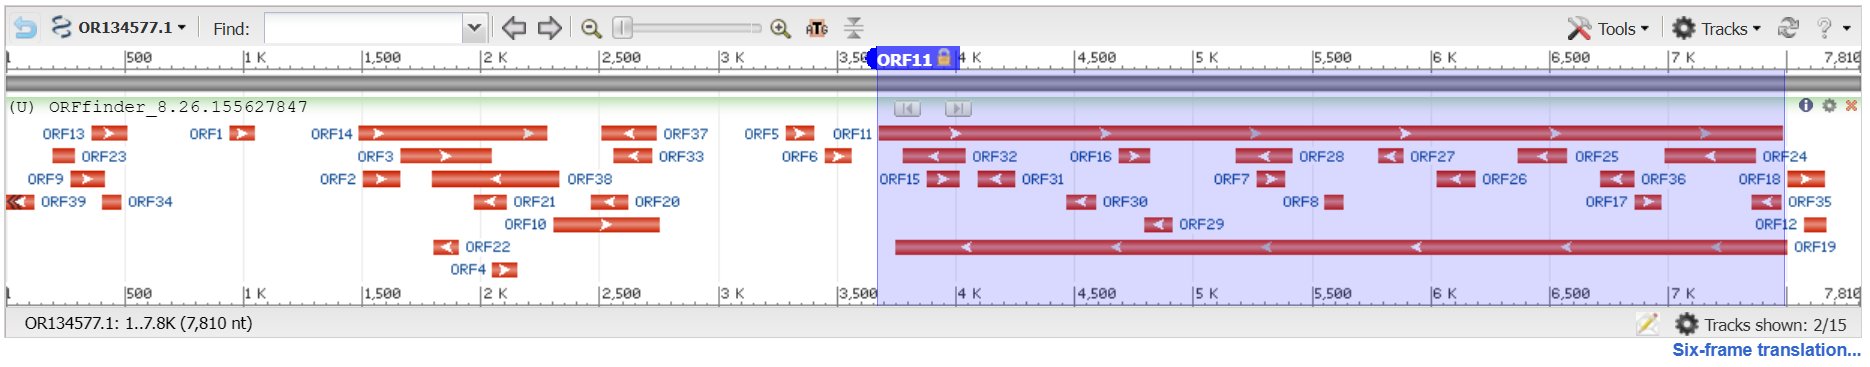 OR134577.1 Find: Tools Tracks ?
1 500 1 K 1,500 2 K 2,500 3 K 3,50 ORF11 4 K 4,500 5 K 5,500 6 K 6,500 7 K 7,810
(U) ORFfinder_8.26.155627847
ORF13 ORF1 ORF14 ORF37 ORF5 ORF11
ORF23 ORF3 ORF33 ORF6 ORF32 ORF16 ORF28 ORF27 ORF25 ORF24
ORF9 ORF2 ORF38 ORF15 ORF31 ORF7 ORF26 ORF36 ORF18
ORF39 ORF34 ORF21 ORF20 ORF30 ORF8 ORF17 ORF35
ORF10 ORF29 ORF12
ORF22 ORF19
ORF4
1 500 1 K 1,500 2 K 2,500 3 K 3,500 4 K 4,500 5 K 5,500 6 K 6,500 7 K 7,810
OR134577.1: 1..7.8K (7,810 nt) Tracks shown: 2/15
Six-frame translation...